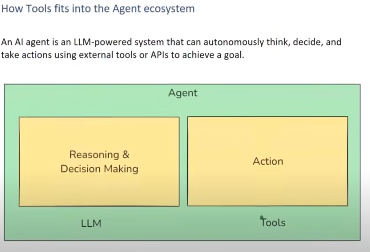 How Tools fits into the Agent ecosystem
An AI agent is an LLM-powered system that can autonomously think, decide, and
take actions using external tools or APIs to achieve a goal.
Agent
Reasoning &
Decision Making
Action
LLM
Tools